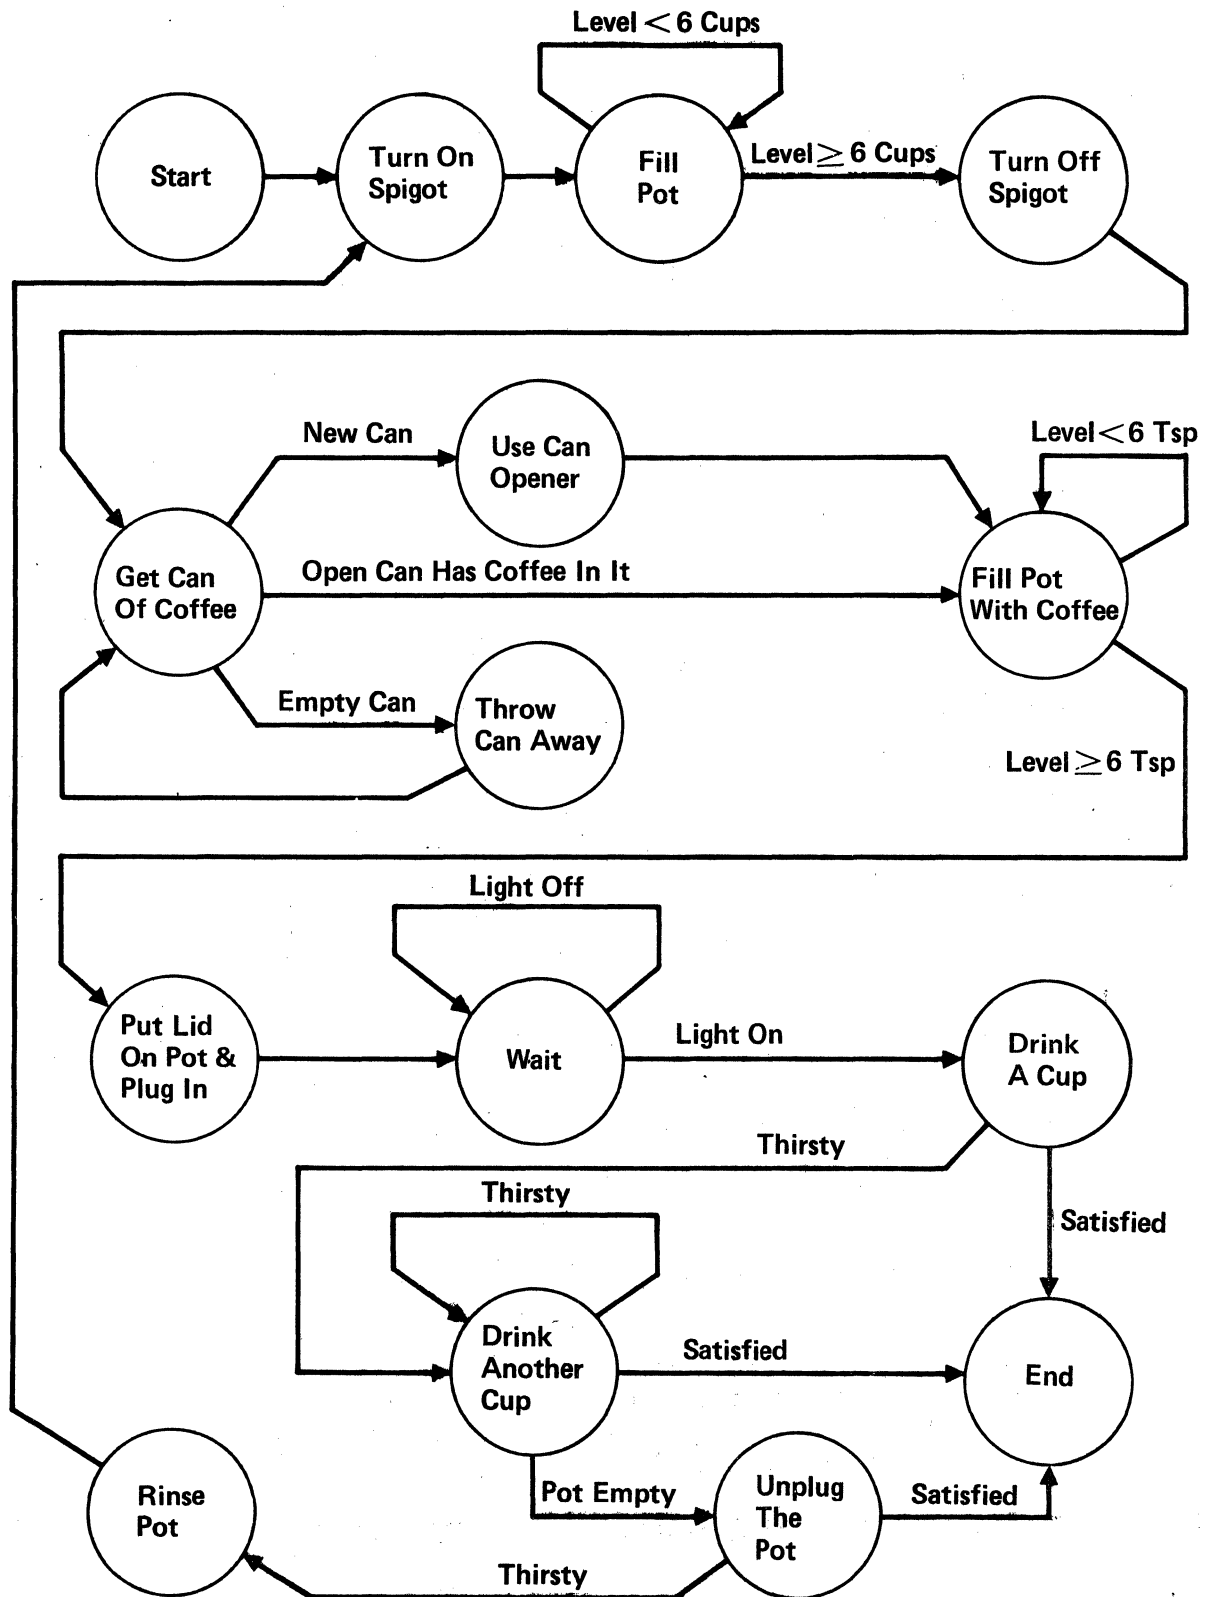 Level < 6 Cups
Start
Turn On
Spigot
Fill
Pot
Level ≥ 6 Cups
Turn Off
Spigot
New Can
Use Can
Opener
Level < 6 Tsp
Get Can
Of Coffee
Open Can Has Coffee In It
Fill Pot
With Coffee
Empty Can
Throw
Can Away
Level ≥ 6 Tsp
Light Off
Put Lid
On Pot &
Plug In
Wait
Light On
Drink
A Cup
Thirsty
Thirsty
Satisfied
Drink
Another
Cup
Satisfied
End
Pot Empty
Unplug
The
Pot
Satisfied
Rinse
Pot
Thirsty